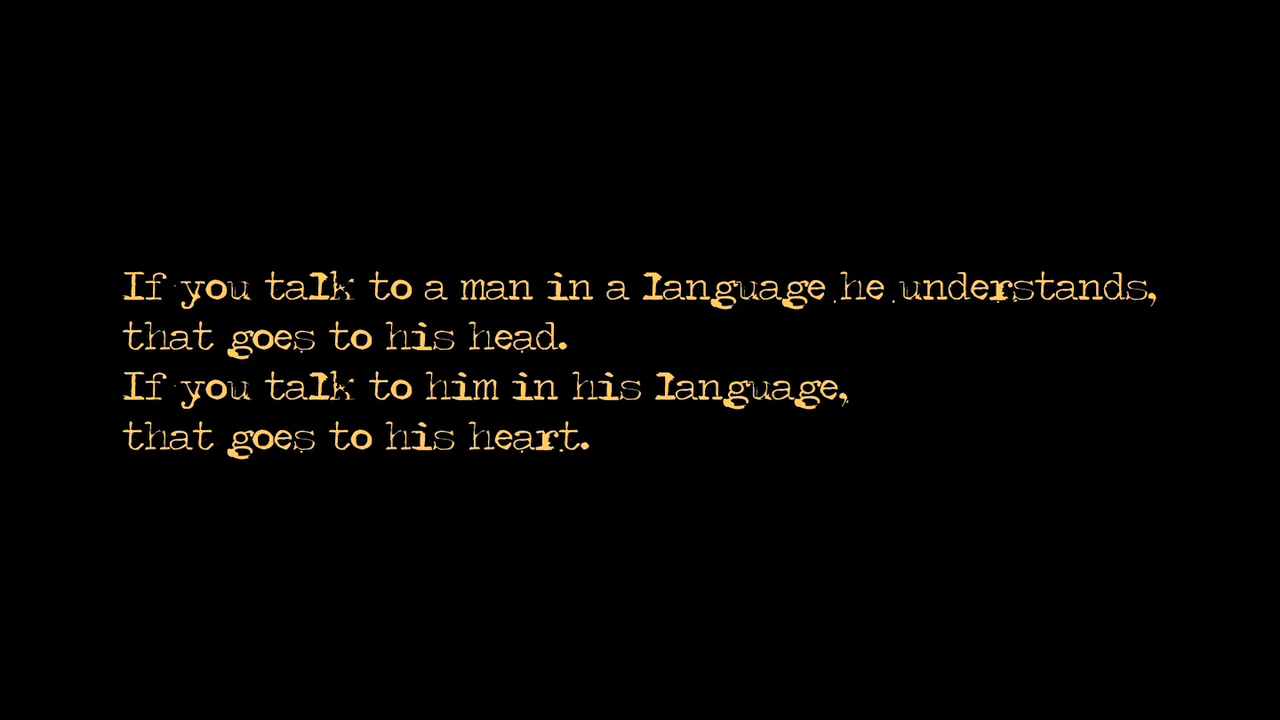 If you talk to a man in a language he understands,
that goes to his head.
If you talk to him in his language,
that goes to his heart.